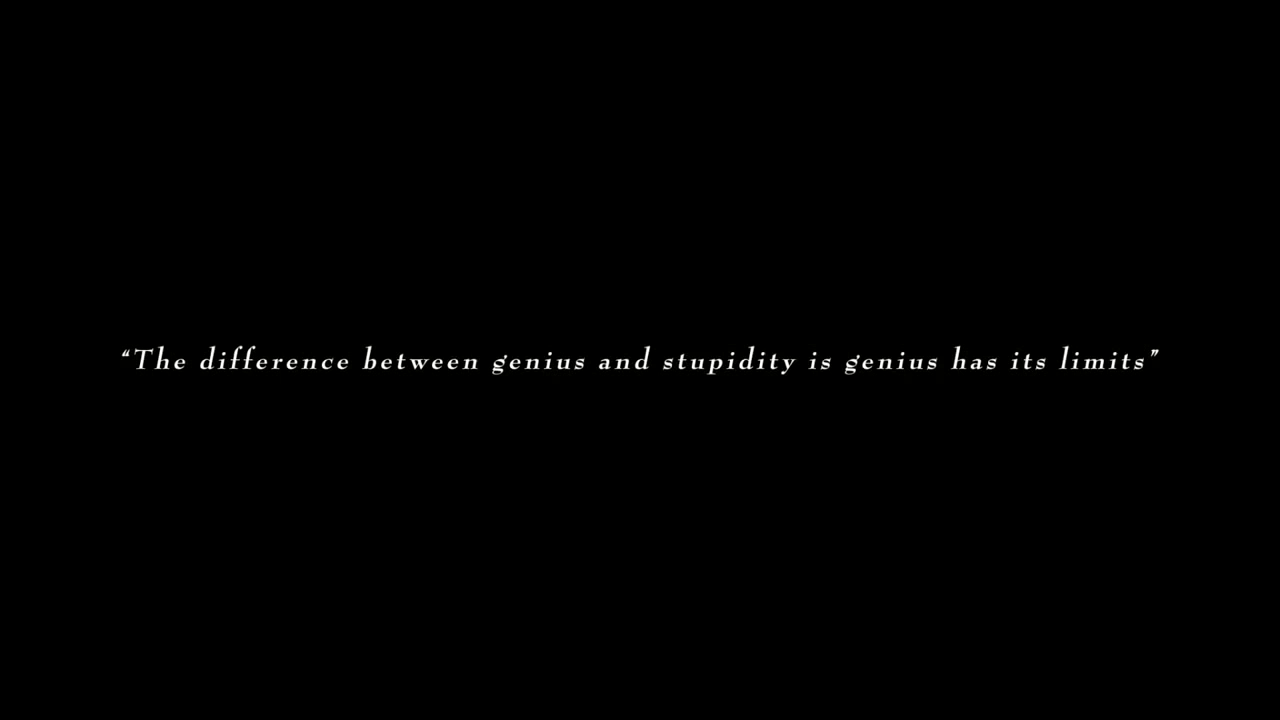 “The difference between genius and stupidity is genius has its limits”